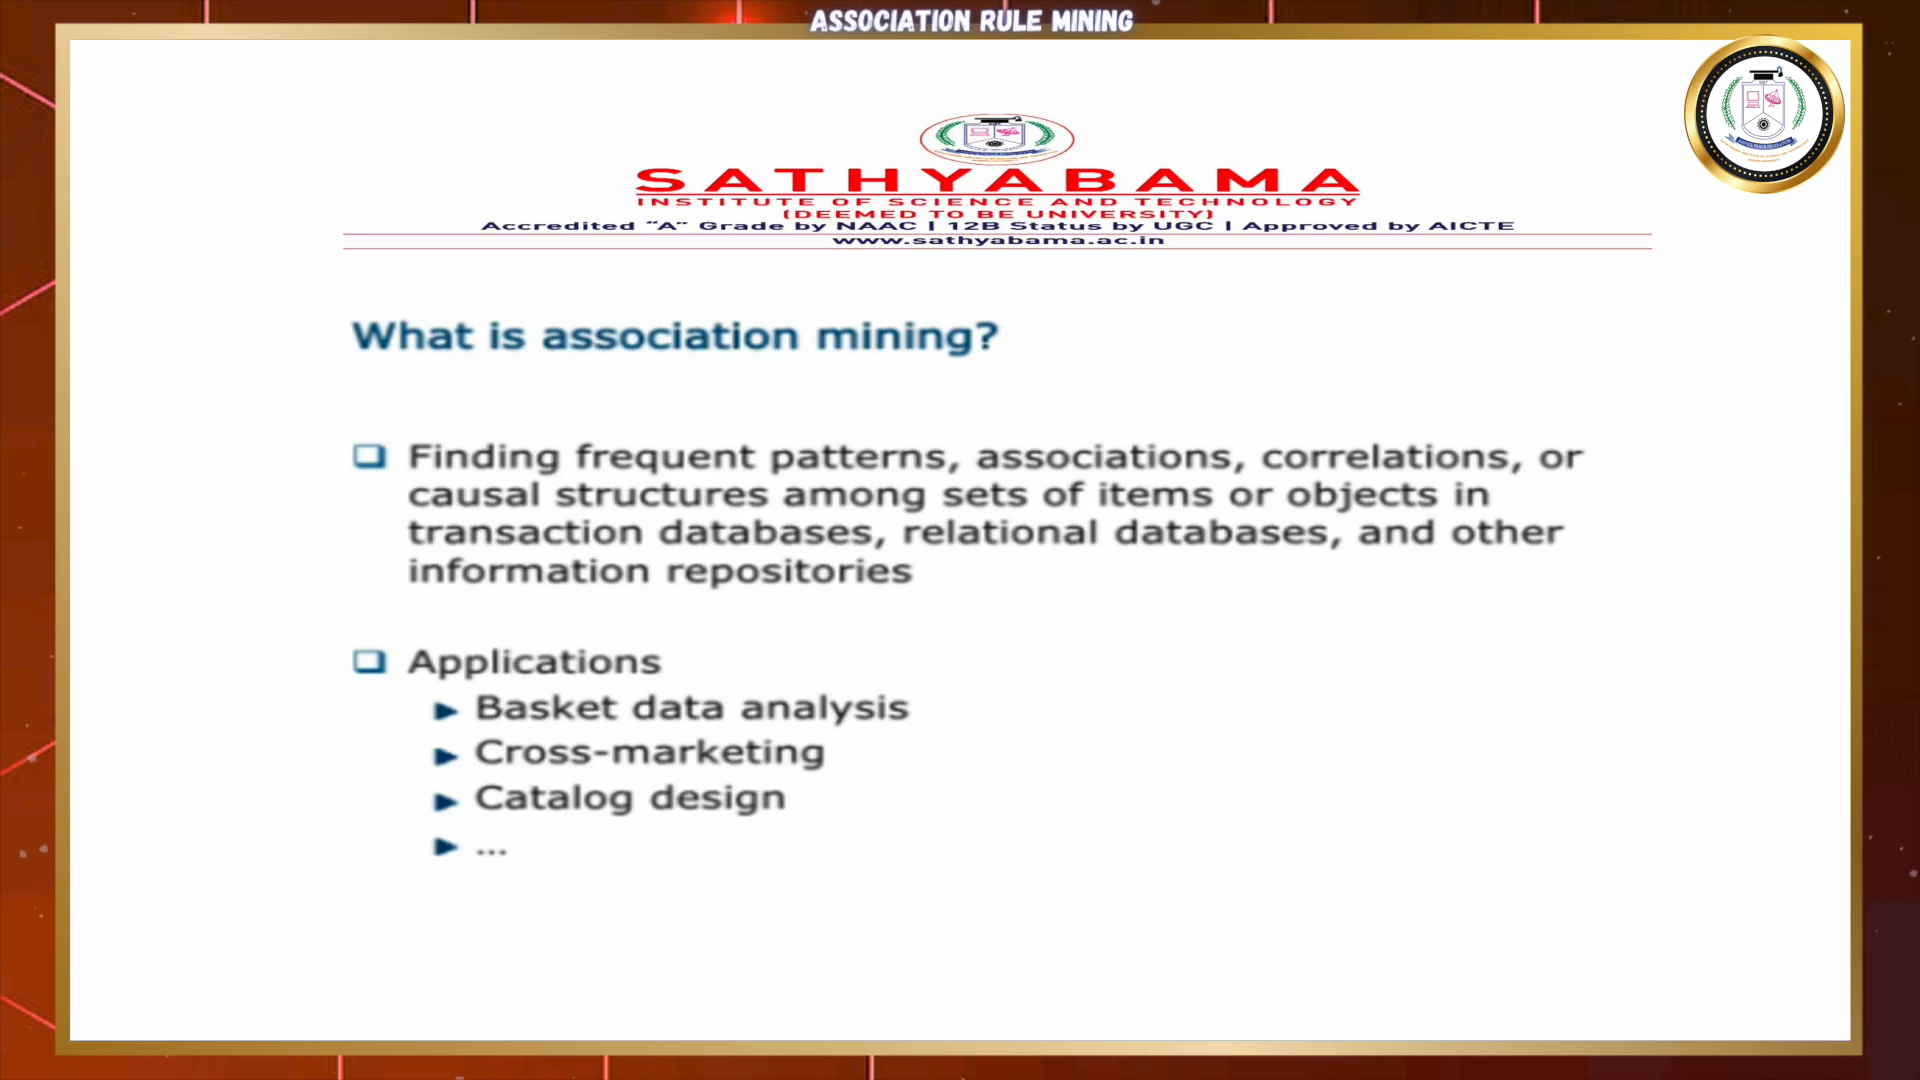 ASSOCIATION RULE MINING
SATHYABAMA
INSTITUTE OF SCIENCE AND TECHNOLOGY
(DEEMED TO BE UNIVERSITY)
Accredited “A” Grade by NAAC | 12B Status by UGC | Approved by AICTE
www.sathyabama.ac.in
What is association mining?
❑ Finding frequent patterns, associations, correlations, or
causal structures among sets of items or objects in
transaction databases, relational databases, and other
information repositories
❑ Applications
► Basket data analysis
► Cross-marketing
► Catalog design
► ...